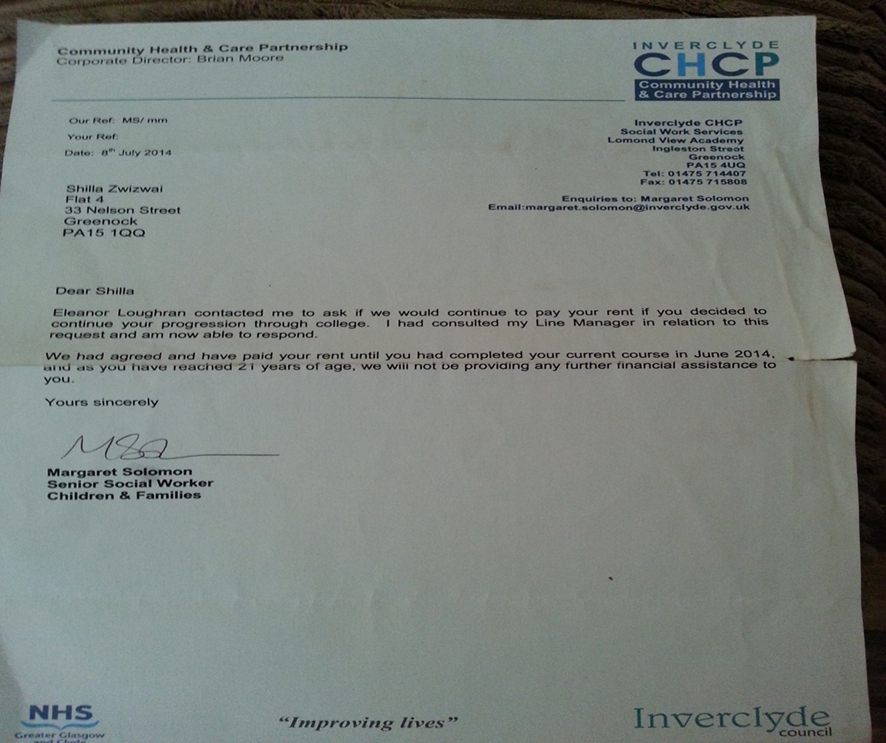 Community Health & Care Partnership
Corporate Director: Brian Moore
INVERCLYDE
CHCP
Community Health
& Care Partnership
Our Ref: MS/ mm
Your Ref:
Date: 8th July 2014
Inverclyde CHCP
Social Work Services
Lomond View Academy
Ingleston Street
Greenock
PA15 4UQ
Tel: 01475 714407
Fax: 01475 715808
Enquiries to: Margaret Solomon
Email:margaret.solomon@inverclyde.gov.uk
Shilla Zwizwai
Flat 4
33 Nelson Street
Greenock
PA15 1QQ
Dear Shilla
Eleanor Loughran contacted me to ask if we would continue to pay your rent if you decided to
continue your progression through college. I had consulted my Line Manager in relation to this
request and am now able to respond.
We had agreed and have paid your rent until you had completed your current course in June 2014,
and as you have reached 21 years of age, we will not be providing any further financial assistance to
you.
Yours sincerely
Margaret Solomon
Senior Social Worker
Children & Families
NHS
Greater Glasgow
and Clyde
"Improving lives"
Inverclyde
council